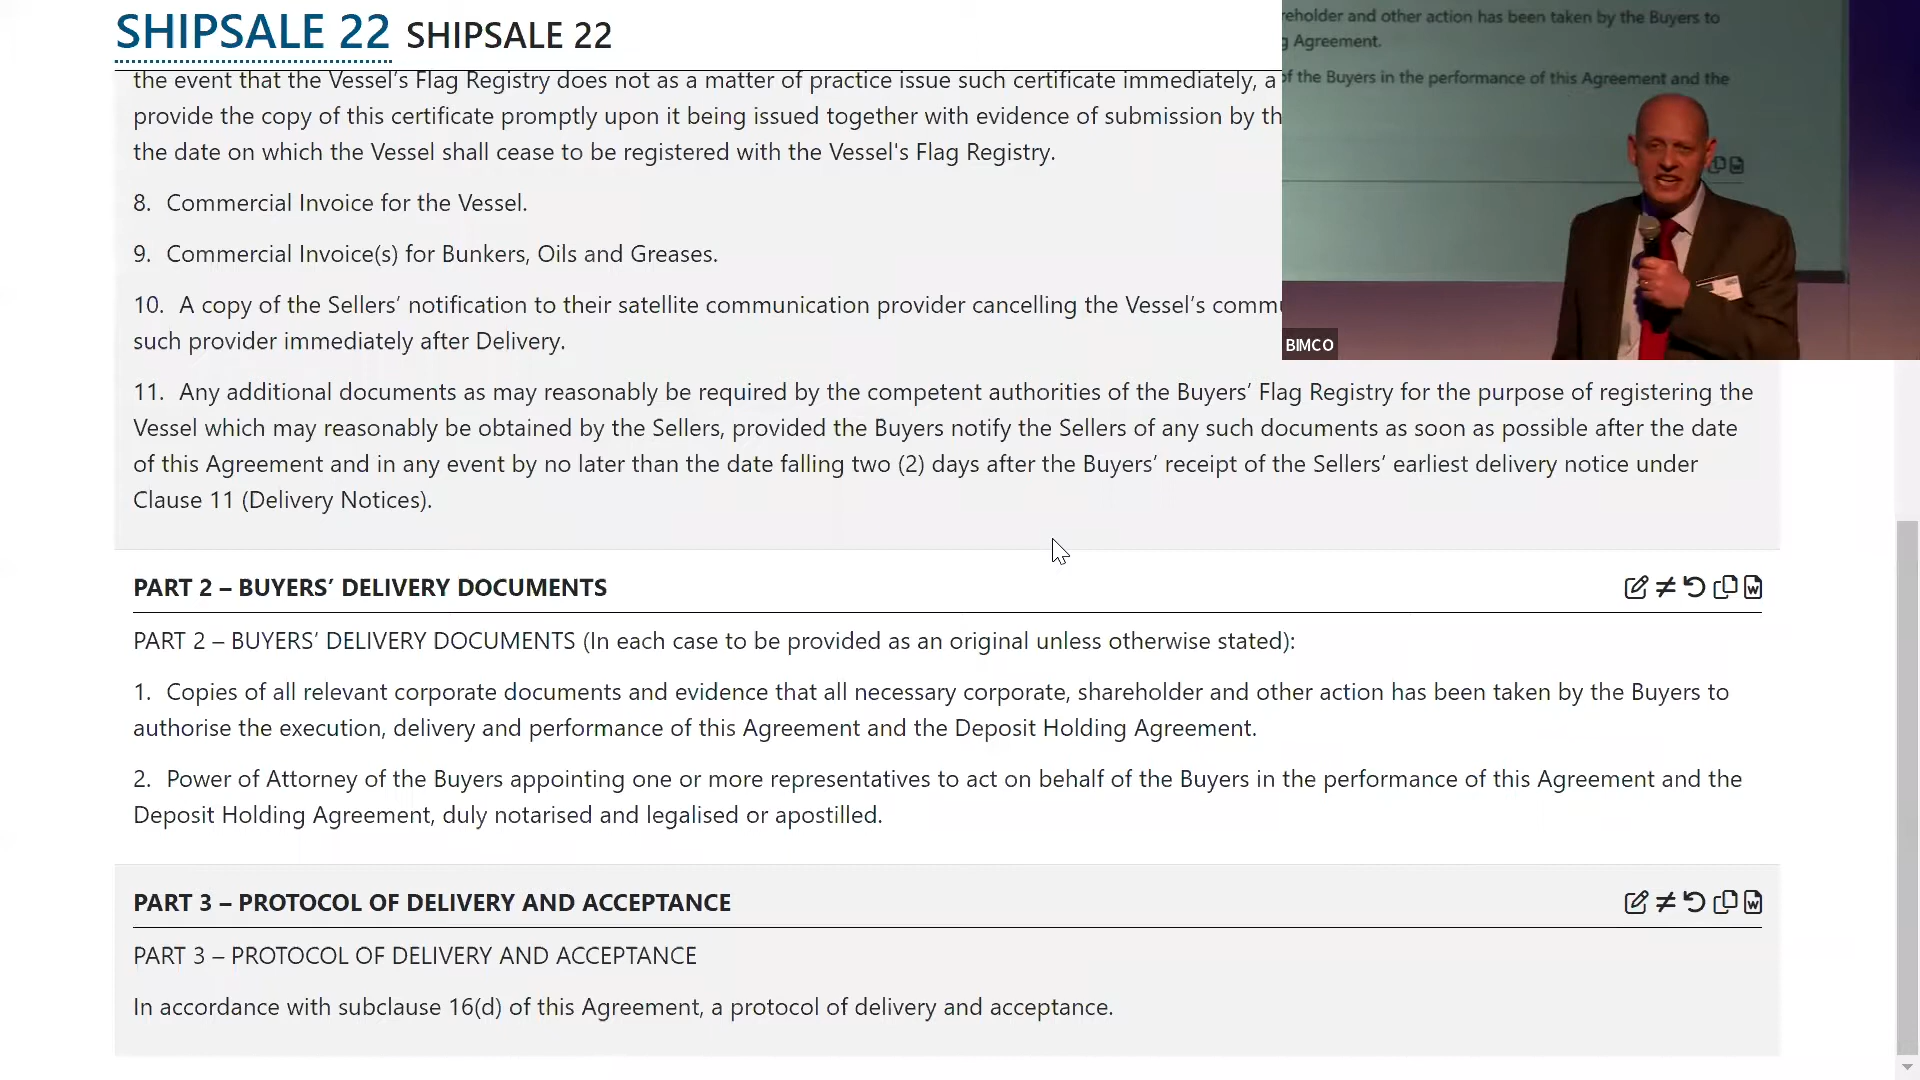 SHIPSALE 22 SHIPSALE 22
the event that the Vessel’s Flag Registry does not as a matter of practice issue such certificate immediately, a
provide the copy of this certificate promptly upon it being issued together with evidence of submission by th
the date on which the Vessel shall cease to be registered with the Vessel's Flag Registry.
8. Commercial Invoice for the Vessel.
9. Commercial Invoice(s) for Bunkers, Oils and Greases.
10. A copy of the Sellers’ notification to their satellite communication provider cancelling the Vessel’s commu
such provider immediately after Delivery.
11. Any additional documents as may reasonably be required by the competent authorities of the Buyers’ Flag Registry for the purpose of registering the
Vessel which may reasonably be obtained by the Sellers, provided the Buyers notify the Sellers of any such documents as soon as possible after the date
of this Agreement and in any event by no later than the date falling two (2) days after the Buyers’ receipt of the Sellers’ earliest delivery notice under
Clause 11 (Delivery Notices).
PART 2 – BUYERS’ DELIVERY DOCUMENTS
PART 2 – BUYERS’ DELIVERY DOCUMENTS (In each case to be provided as an original unless otherwise stated):
1. Copies of all relevant corporate documents and evidence that all necessary corporate, shareholder and other action has been taken by the Buyers to
authorise the execution, delivery and performance of this Agreement and the Deposit Holding Agreement.
2. Power of Attorney of the Buyers appointing one or more representatives to act on behalf of the Buyers in the performance of this Agreement and the
Deposit Holding Agreement, duly notarised and legalised or apostilled.
PART 3 – PROTOCOL OF DELIVERY AND ACCEPTANCE
PART 3 – PROTOCOL OF DELIVERY AND ACCEPTANCE
In accordance with subclause 16(d) of this Agreement, a protocol of delivery and acceptance.
reholder and other action has been taken by the Buyers to
g Agreement.
of the Buyers in the performance of this Agreement and the
BIMCO